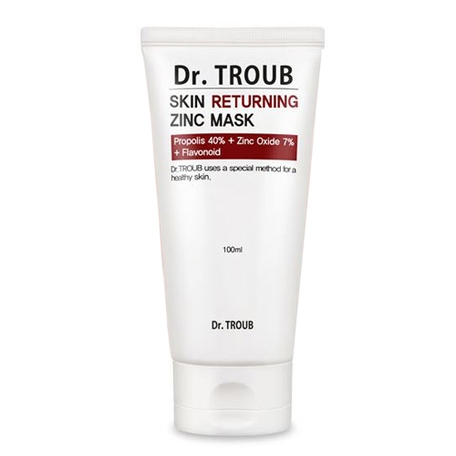 Dr. TROUB
SKIN RETURNING
ZINC MASK
Propolis 40% + Zinc Oxide 7%
+ Flavonoid
Dr.TROUB uses a special method for a
healthy skin.
100ml
Dr. TROUB